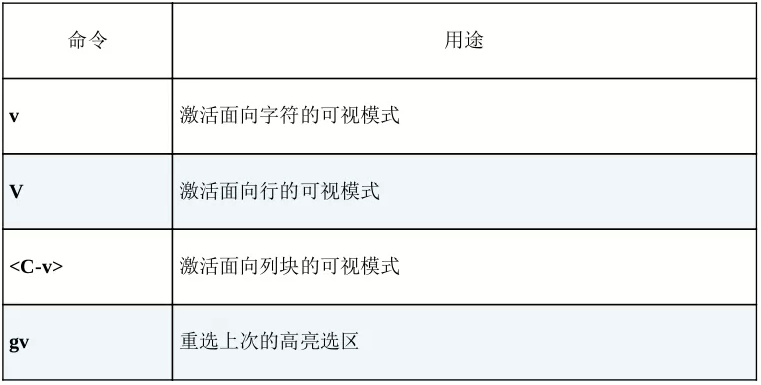 命令 用途
v 激活面向字符的可视模式
V 激活面向行的可视模式
<C-v> 激活面向列块的可视模式
gv 重选上次的高亮选区